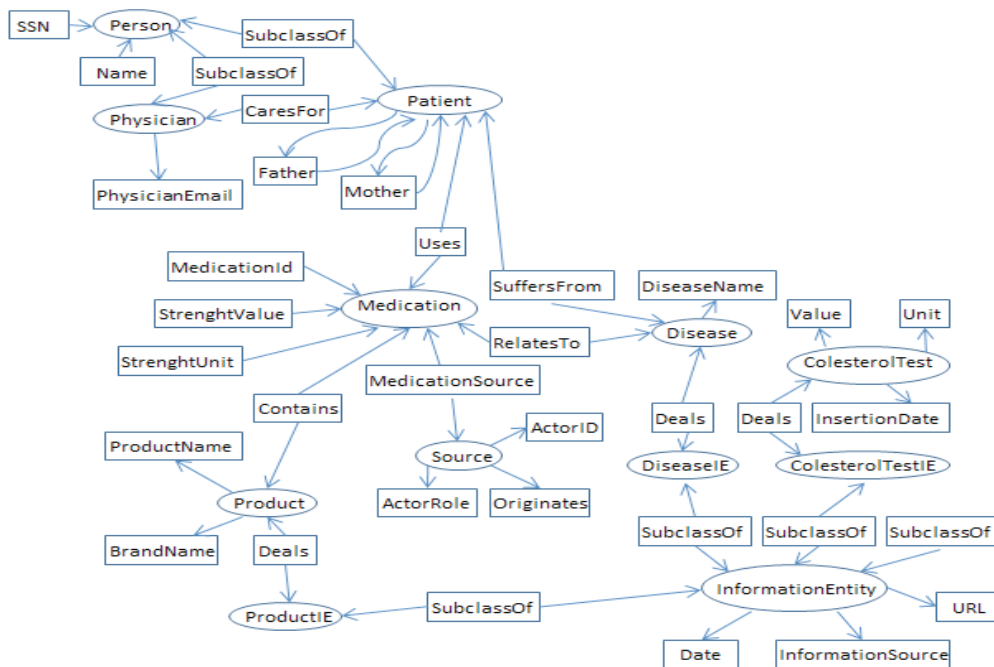 SSN
Person
SubclassOf
Name
SubclassOf
Physician
CaresFor
Patient
Father
Mother
PhysicianEmail
Uses
MedicationId
SuffersFrom
DiseaseName
Medication
StrenghtValue
Value
Unit
Disease
RelatesTo
StrenghtUnit
ColesterolTest
MedicationSource
Contains
Deals
Deals
InsertionDate
ProductName
ActorID
Source
DiseaseIE
ColesterolTestIE
Product
ActorRole
Originates
SubclassOf
SubclassOf
SubclassOf
BrandName
Deals
InformationEntity
ProductIE
SubclassOf
URL
Date
InformationSource